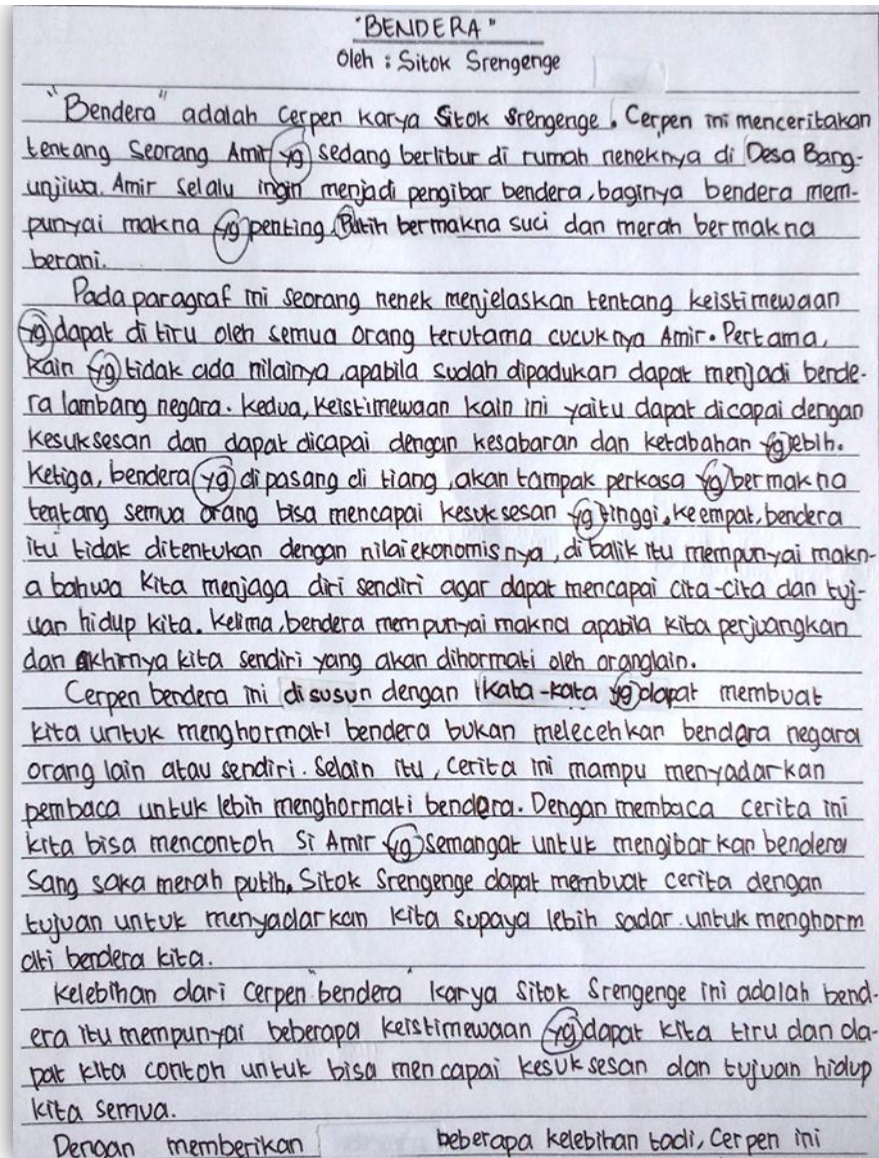 "BENDERA"
Oleh : Sitok Srengenge
"Bendera" adalah cerpen karya Sitok Srengenge. Cerpen ini menceritakan
tentang Seorang Amir yg sedang berlibur di rumah neneknya di Desa Bang-
unjiwa. Amir selalu ingin menjadi pengibar bendera, baginya bendera mem-
punyai makna yg penting. Putih bermakna suci dan merah bermakna
berani.
Pada paragraf ini seorang nenek menjelaskan tentang keistimewaan
yg dapat di tiru oleh semua orang terutama cucuknya Amir. Pertama,
kain yg tidak ada nilainya, apabila sudah dipadukan dapat menjadi bende-
ra lambang negara. kedua, keistimewaan kain ini yaitu dapat dicapai dengan
kesuksesan dan dapat dicapai dengan kesabaran dan ketabahan yg lebih.
Ketiga, bendera yg di pasang di tiang, akan tampak perkasa yg bermakna
tentang semua orang bisa mencapai kesuksesan yg tinggi. keempat, bendera
itu tidak ditentukan dengan nilai ekonomisnya, di balik itu mempunyai makn-
a bahwa kita menjaga diri sendiri agar dapat mencapai cita-cita dan tuj-
uan hidup kita. kelima, bendera mempunyai makna apabila kita perjuangkan
dan akhirnya kita sendiri yang akan dihormati oleh oranglain.
Cerpen bendera ini disusun dengan kata-kata yg dapat membuat
kita untuk menghormati bendera bukan melecehkan bendera negara
orang lain atau sendiri. Selain itu, cerita ini mampu menyadarkan
pembaca untuk lebih menghormati bendera. Dengan membaca cerita ini
kita bisa mencontoh Si Amir yg semangat untuk mengibarkan bendera
Sang saka merah putih. Sitok Srengenge dapat membuat cerita dengan
tujuan untuk menyadarkan kita supaya lebih sadar untuk menghorm
ati bendera kita.
Kelebihan dari Cerpen "bendera" karya Sitok Srengenge ini adalah bend-
era itu mempunyai beberapa keistimewaan yg dapat kita tiru dan da-
pat kita contoh untuk bisa mencapai kesuksesan dan tujuan hidup
kita semua.
Dengan memberikan beberapa kelebihan tadi, Cerpen ini